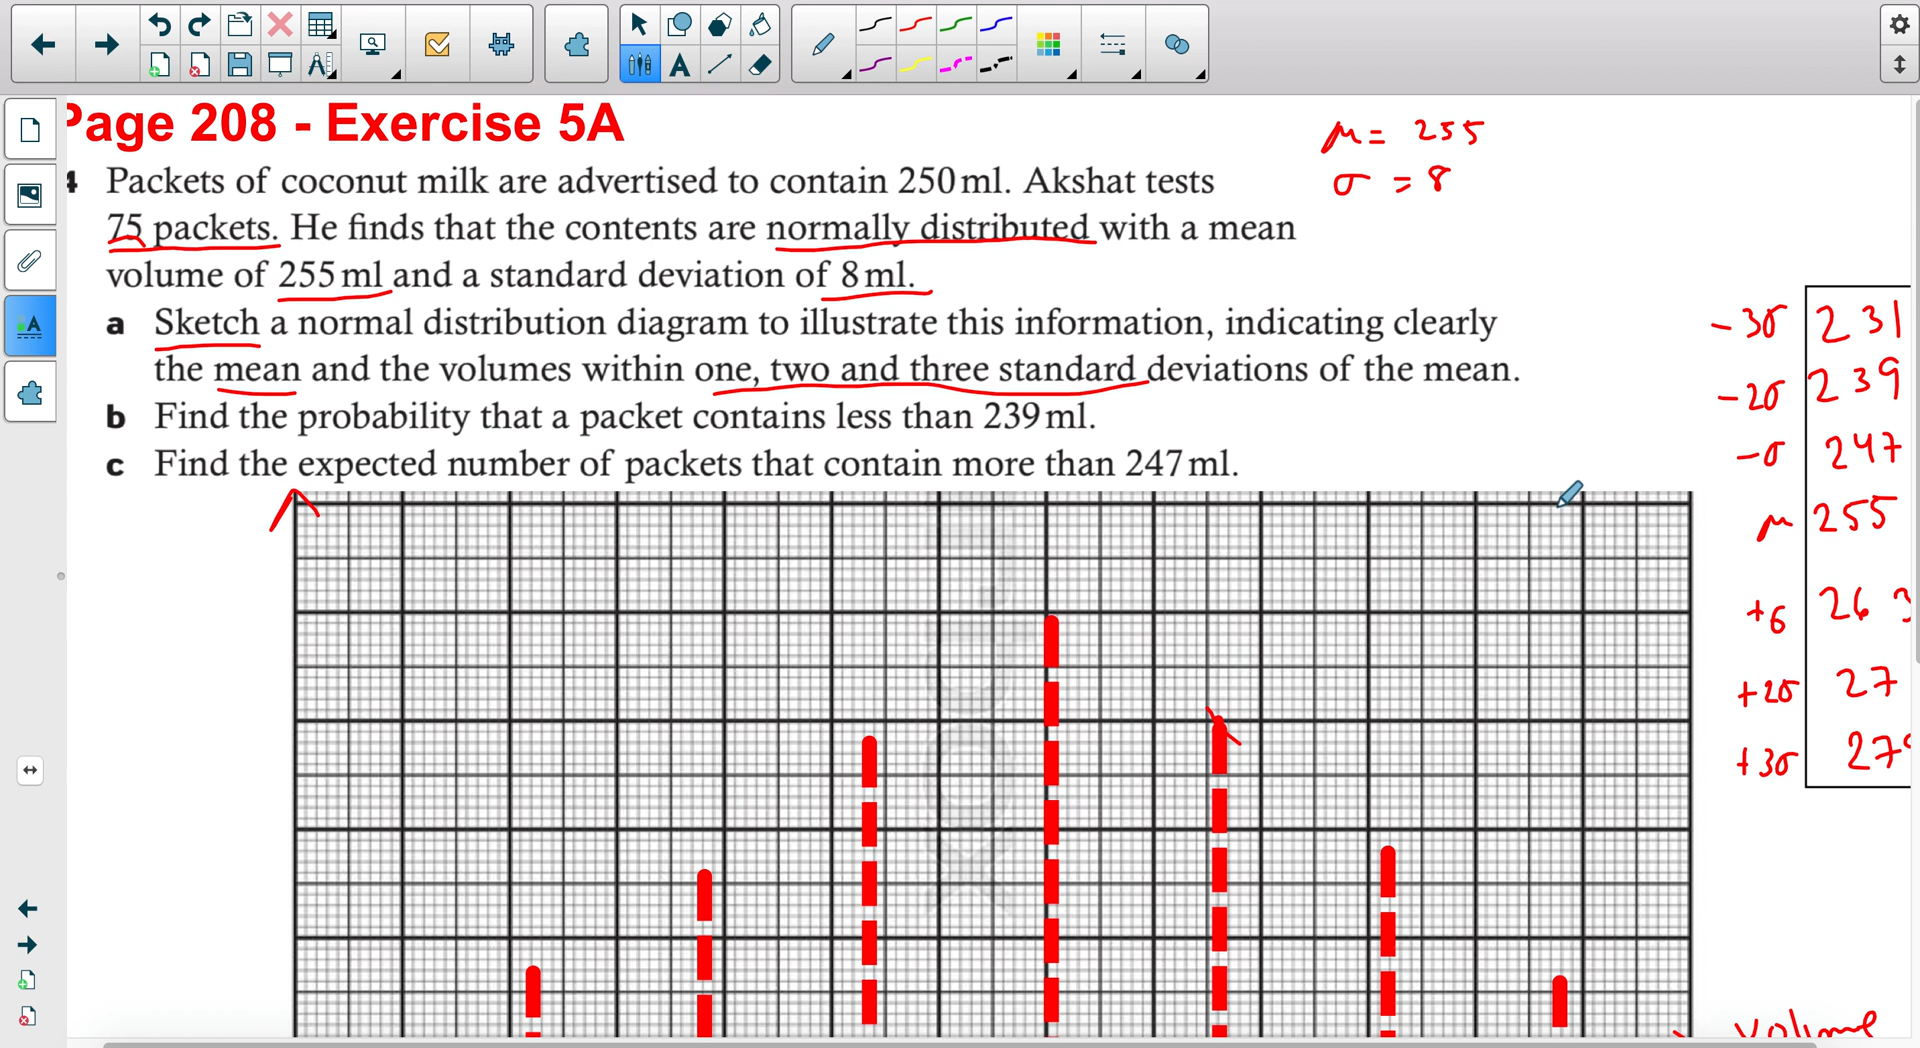 Page 208 - Exercise 5A
μ = 255
σ = 8
4 Packets of coconut milk are advertised to contain 250 ml. Akshat tests
75 packets. He finds that the contents are normally distributed with a mean
volume of 255 ml and a standard deviation of 8 ml.
a Sketch a normal distribution diagram to illustrate this information, indicating clearly
the mean and the volumes within one, two and three standard deviations of the mean.
b Find the probability that a packet contains less than 239 ml.
c Find the expected number of packets that contain more than 247 ml.
-3σ 231
-2σ 239
-σ 247
μ 255
+σ 263
+2σ 27
+3σ 279
volume